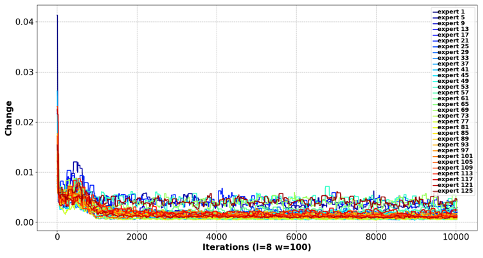 0.04
0.03
0.02
0.01
0.00
Change
0
2000
4000
6000
8000
10000
Iterations (l=8 w=100)
expert 1
expert 5
expert 9
expert 13
expert 17
expert 21
expert 25
expert 29
expert 33
expert 37
expert 41
expert 45
expert 49
expert 53
expert 57
expert 61
expert 65
expert 69
expert 73
expert 77
expert 81
expert 85
expert 89
expert 93
expert 97
expert 101
expert 105
expert 109
expert 113
expert 117
expert 121
expert 125